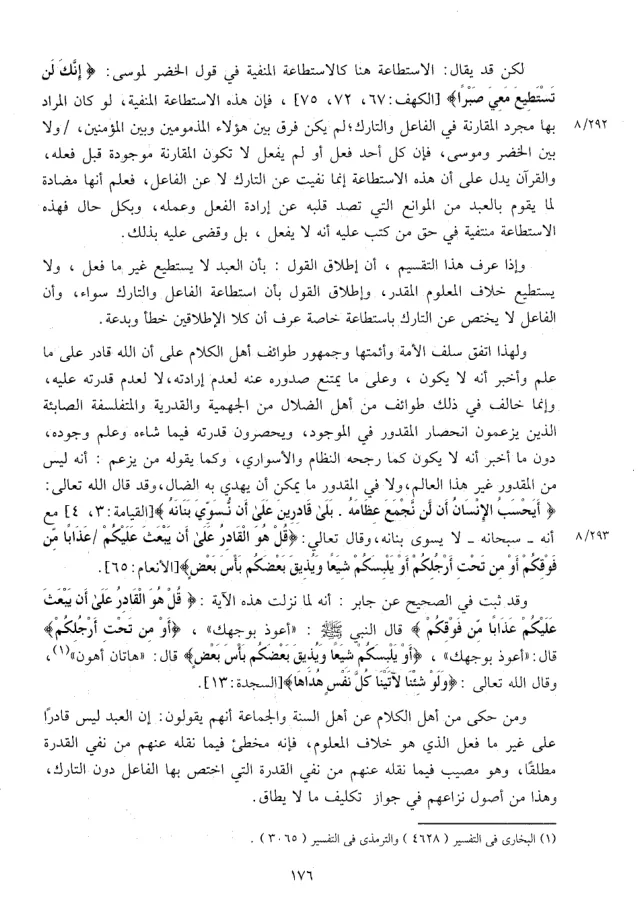 لكن قد يقال: الاستطاعة هنا كالاستطاعة المنفية في قول الخضر لموسى: ﴿ إِنَّكَ لَن
تَسْتَطِيعَ مَعِيَ صَبْرًا﴾ [الكهف:٦٧، ٧٢، ٧٥] ، فإن هذه الاستطاعة المنفية، لو كان المراد
٨/٢٩٢ بها مجرد المقارنة في الفاعل والتارك؛لم يكن فرق بين هؤلاء المذمومين وبين المؤمنين، /ولا
بين الخضر وموسى، فإن كل أحد فعل أو لم يفعل لا تكون المقارنة موجودة قبل فعله،
والقرآن يدل على أن هذه الاستطاعة إنما نفيت عن التارك لا عن الفاعل، فعلم أنها مضادة
لما يقوم بالعبد من الموانع التي تصد قلبه عن إرادة الفعل وعمله، وبكل حال فهذه
الاستطاعة منتفية في حق من كتب عليه أنه لا يفعل ، بل وقضى عليه بذلك.
وإذا عرف هذا التقسيم ، أن إطلاق القول : بأن العبد لا يستطيع غير ما فعل ، ولا
يستطيع خلاف المعلوم المقدر، وإطلاق القول بأن استطاعة الفاعل والتارك سواء، وأن
الفاعل لا يختص عن التارك باستطاعة خاصة عرف أن كلا الإطلاقين خطأ وبدعة.
ولهذا اتفق سلف الأمة وأئمتها وجمهور طوائف أهل الكلام على أن الله قادر على ما
علم وأخبر أنه لا يكون ، وعلى ما يمتنع صدوره عنه لعدم إرادته،لا لعدم قدرته عليه،
وإنما خالف في ذلك طوائف من أهل الضلال من الجهمية والقدرية والمتفلسفة الصابئة
الذين يزعمون انحصار المقدور في الموجود، ويحصرون قدرته فيما شاءه وعلم وجوده،
دون ما أخبر أنه لا يكون كما رجحه النظام والأسواري، وكما يقوله من يزعم : أنه ليس
من المقدور غير هذا العالم،ولا في المقدور ما يمكن أن يهدي به الضال،وقد قال الله تعالى:
﴿ أَيَحْسَبُ الإِنْسَانُ أَن لَّن نَّجْمَعَ عِظَامَهُ . بَلَىٰ قَادِرِينَ عَلَىٰ أَن نُّسَوِّيَ بَنَانَهُ ﴾[القيامة:٣، ٤] مع
٨/٢٩٣ أنه ـ سبحانه ـ لا يسوى بنانه،وقال تعالي:﴿قُلْ هُوَ الْقَادِرُ عَلَىٰ أَن يَبْعَثَ عَلَيْكُمْ /عَذَابًا مِّن
فَوْقِكُمْ أَوْ مِن تَحْتِ أَرْجُلِكُمْ أَوْ يَلْبِسَكُمْ شِيَعًا وَيُذِيقَ بَعْضَكُم بَأْسَ بَعْضٍ﴾[الأنعام:٦٥].
وقد ثبت في الصحيح عن جابر : أنه لما نزلت هذه الآية :﴿ قُلْ هُوَ الْقَادِرُ عَلَىٰ أَن يَبْعَثَ
عَلَيْكُمْ عَذَابًا مِّن فَوْقِكُمْ ﴾ قال النبي ﷺ : «أعوذ بوجهك» ، ﴿أَوْ مِن تَحْتِ أَرْجُلِكُمْ﴾
قال:«أعوذ بوجهك» ، ﴿أَوْ يَلْبِسَكُمْ شِيَعًا وَيُذِيقَ بَعْضَكُم بَأْسَ بَعْضٍ﴾ قال: «هاتان أهون»(١)،
وقال الله تعالى :﴿وَلَوْ شِئْنَا لآتَيْنَا كُلَّ نَفْسٍ هُدَاهَا﴾[السجدة:١٣].
ومن حكى من أهل الكلام عن أهل السنة والجماعة أنهم يقولون: إن العبد ليس قادرًا
على غير ما فعل الذي هو خلاف المعلوم، فإنه مخطئ فيما نقله عنهم من نفي القدرة
مطلقًا، وهو مصيب فيما نقله عنهم من نفي القدرة التي اختص بها الفاعل دون التارك،
وهذا من أصول نزاعهم في جواز تكليف ما لا يطاق.
(١) البخارى فى التفسير ( ٤٦٢٨ ) والترمذى فى التفسير ( ٣٠٦٥ ) .
١٧٦